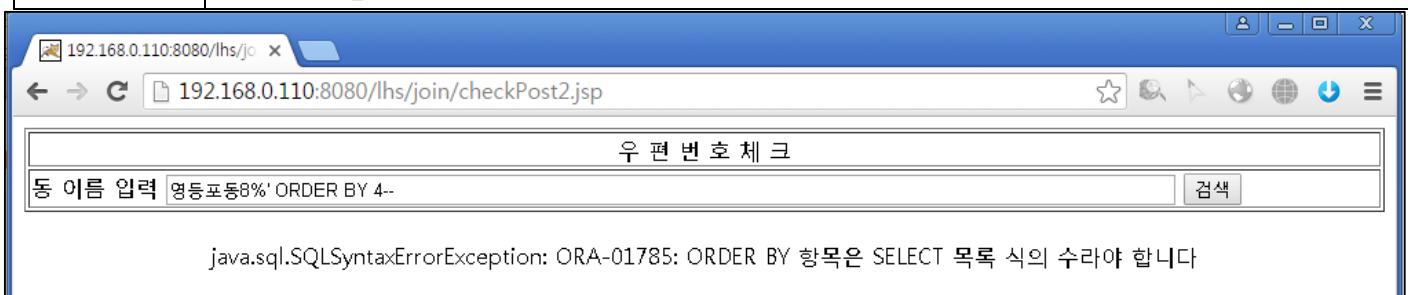 192.168.0.110:8080/lhs/jo
192.168.0.110:8080/lhs/join/checkPost2.jsp
우 편 번 호 체 크
동 이름 입력 영등포동8%' ORDER BY 4-- 검색
java.sql.SQLSyntaxErrorException: ORA-01785: ORDER BY 항목은 SELECT 목록 식의 수라야 합니다